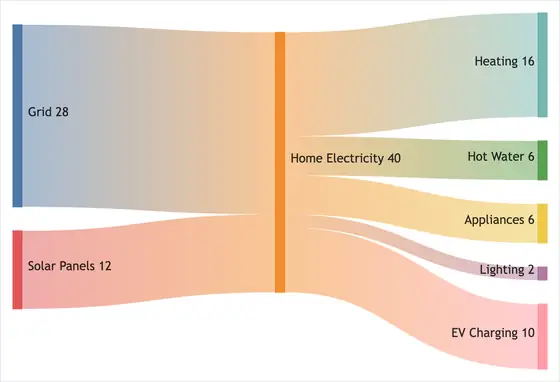 Grid 28
Solar Panels 12
Home Electricity 40
Heating 16
Hot Water 6
Appliances 6
Lighting 2
EV Charging 10